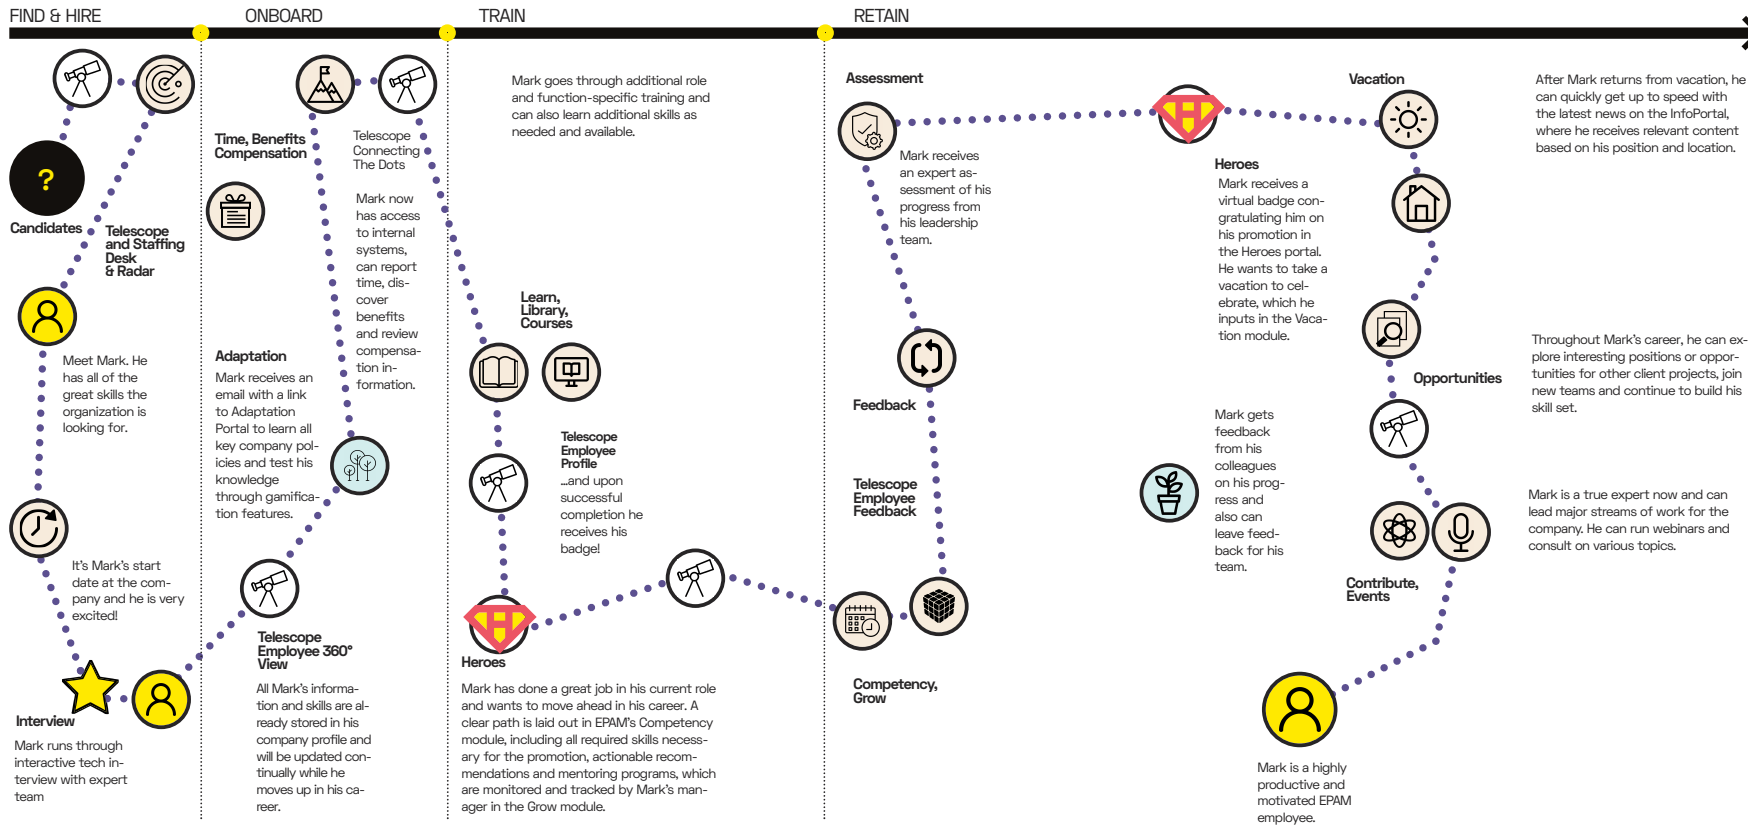 FIND & HIRE
ONBOARD
TRAIN
RETAIN
?
Candidates
Telescope
and Staffing
Desk
& Radar
Meet Mark. He
has all of the
great skills the
organization is
looking for.
It's Mark's start
date at the com-
pany and he is very
excited!
Interview
Mark runs through
interactive tech in-
terview with expert
team
Time, Benefits
Compensation
Telescope
Connecting
The Dots
Mark now
has access
to internal
systems,
can report
time, dis-
cover
benefits
and review
compensa-
tion in-
formation.
Adaptation
Mark receives an
email with a link
to Adaptation
Portal to learn all
key company pol-
icies and test his
knowledge
through gamifica-
tion features.
Telescope
Employee 360°
View
All Mark's informa-
tion and skills are al-
ready stored in his
company profile and
will be updated con-
tinually while he
moves up in his ca-
reer.
Mark goes through additional role
and function-specific training and
can also learn additional skills as
needed and available.
Learn,
Library,
Courses
Telescope
Employee
Profile
...and upon
successful
completion he
receives his
badge!
H
Heroes
Mark has done a great job in his current role
and wants to move ahead in his career. A
clear path is laid out in EPAM's Competency
module, including all required skills necess-
ary for the promotion, actionable recom-
mendations and mentoring programs, which
are monitored and tracked by Mark's man-
ager in the Grow module.
Assessment
Mark receives
an expert as-
sessment of his
progress from
his leadership
team.
Feedback
Telescope
Employee
Feedback
Competency,
Grow
H
Heroes
Mark receives a
virtual badge con-
gratulating him on
his promotion in
the Heroes portal.
He wants to take a
vacation to cel-
ebrate, which he
inputs in the Vaca-
tion module.
Mark gets
feedback
from his
colleagues
on his prog-
ress and
also can
leave feed-
back for his
team.
Vacation
After Mark returns from vacation, he
can quickly get up to speed with
the latest news on the InfoPortal,
where he receives relevant content
based on his position and location.
Opportunities
Throughout Mark's career, he can ex-
plore interesting positions or oppor-
tunities for other client projects, join
new teams and continue to build his
skill set.
Contribute,
Events
Mark is a true expert now and can
lead major streams of work for the
company. He can run webinars and
consult on various topics.
Mark is a highly
productive and
motivated EPAM
employee.